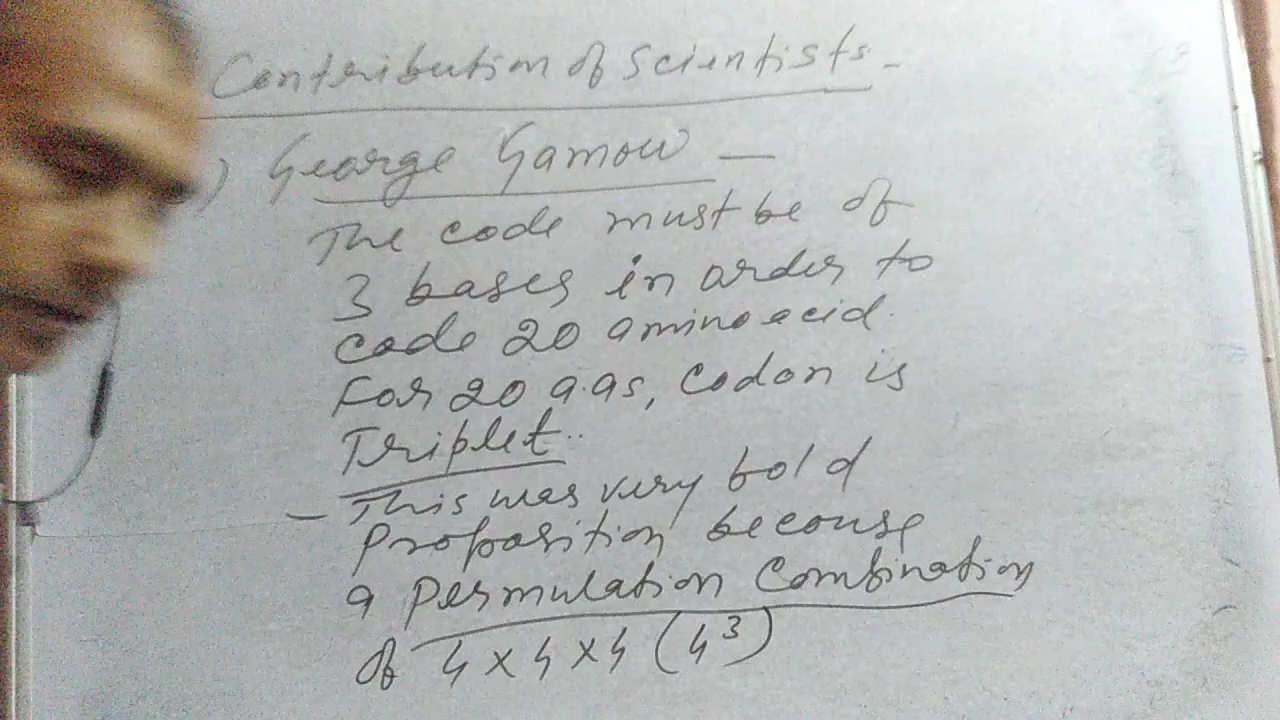 Contribution of Scientists -
) George Gamow -
The code must be of
3 bases in order to
code 20 amino acid.
For 20 a.as, Codon is
Triplet..
- This was very bold
Proposition because
a Permutation Combination
of 4 x 4 x 4 (4³)